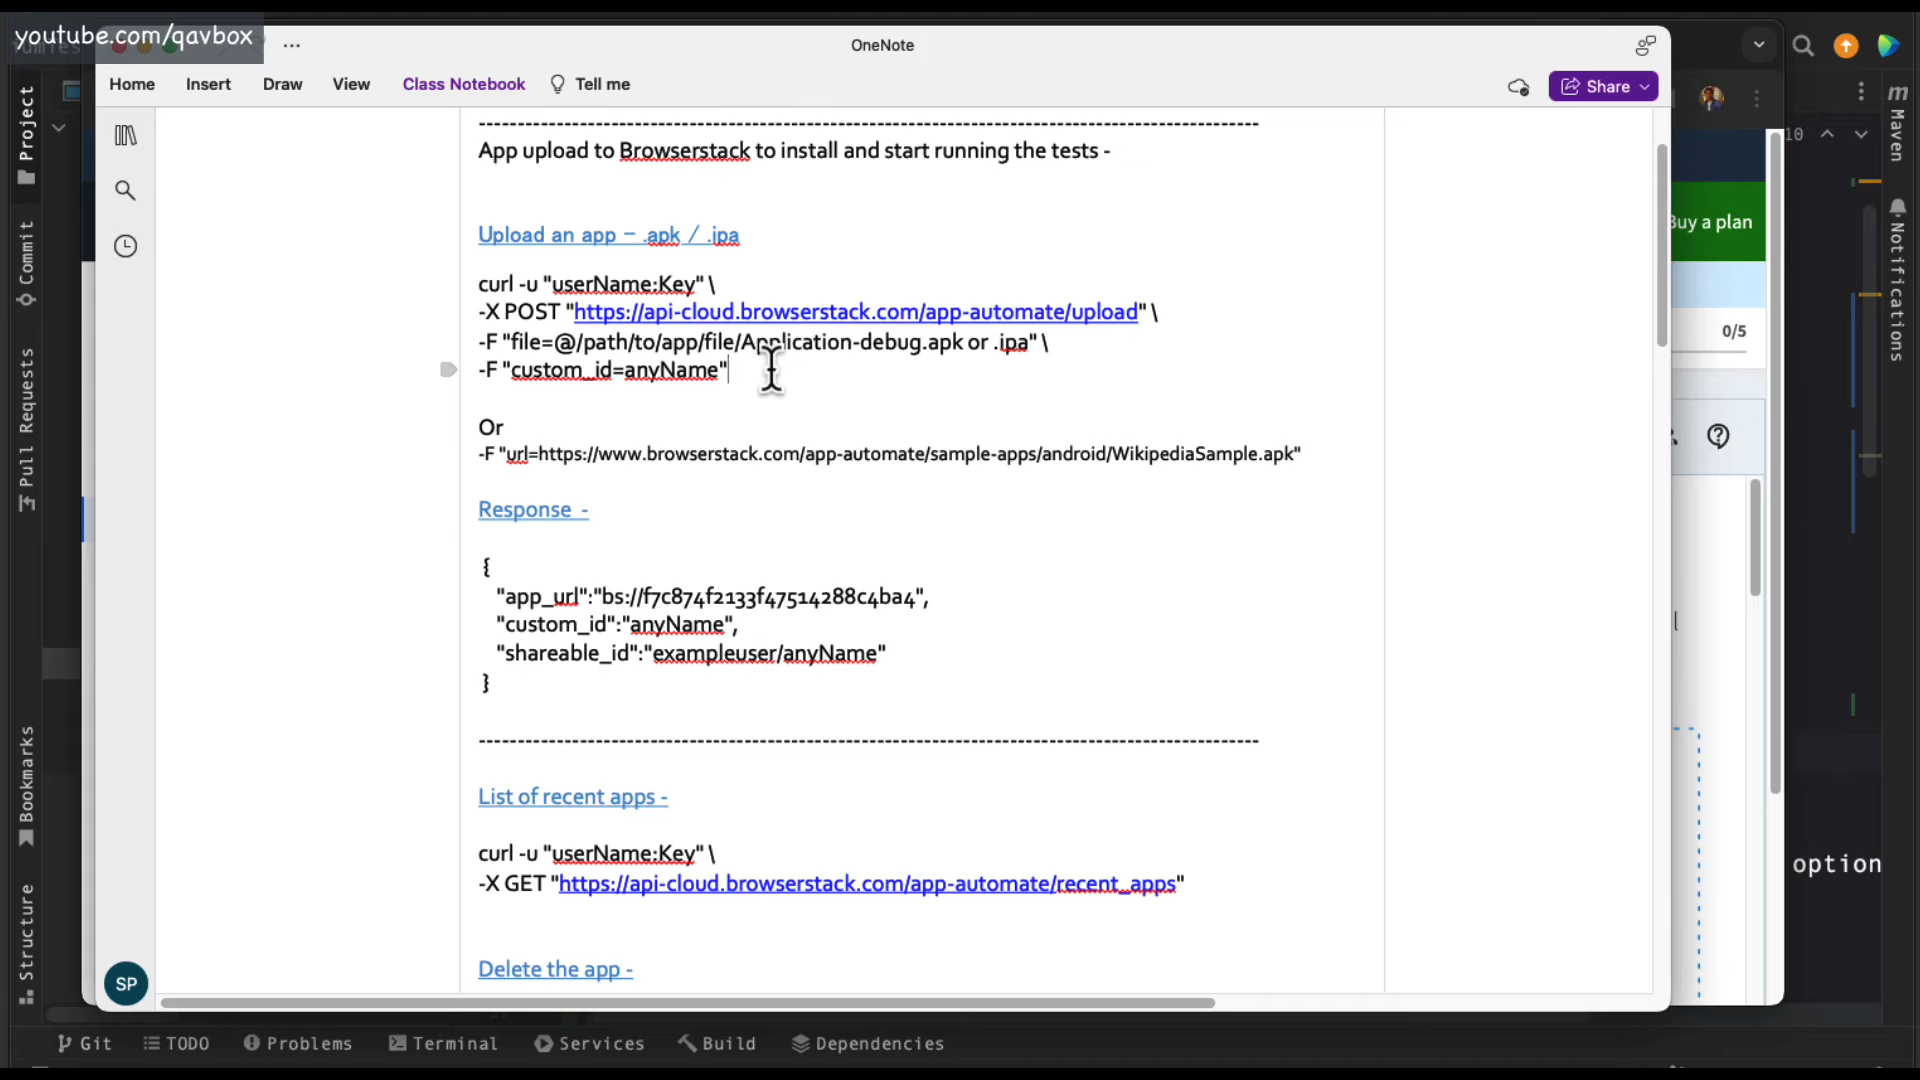 youtube.com/qavbox
OneNote
Home Insert Draw View Class Notebook Tell me
Share
Project
Commit
Pull Requests
Bookmarks
Structure
App upload to Browserstack to install and start running the tests -
Upload an app – .apk / .ipa
curl -u "userName:Key" \
-X POST "https://api-cloud.browserstack.com/app-automate/upload" \
-F "file=@/path/to/app/file/Application-debug.apk or .ipa" \
-F "custom_id=anyName"
Or
-F "url=https://www.browserstack.com/app-automate/sample-apps/android/WikipediaSample.apk"
Response -
{
"app_url":"bs://f7c874f2133f47514288c4ba4",
"custom_id":"anyName",
"shareable_id":"exampleuser/anyName"
}
List of recent apps -
curl -u "userName:Key" \
-X GET "https://api-cloud.browserstack.com/app-automate/recent_apps"
Delete the app -
SP
10
Buy a plan
0/5
option
m
Maven
Notifications
Git TODO Problems Terminal Services Build Dependencies